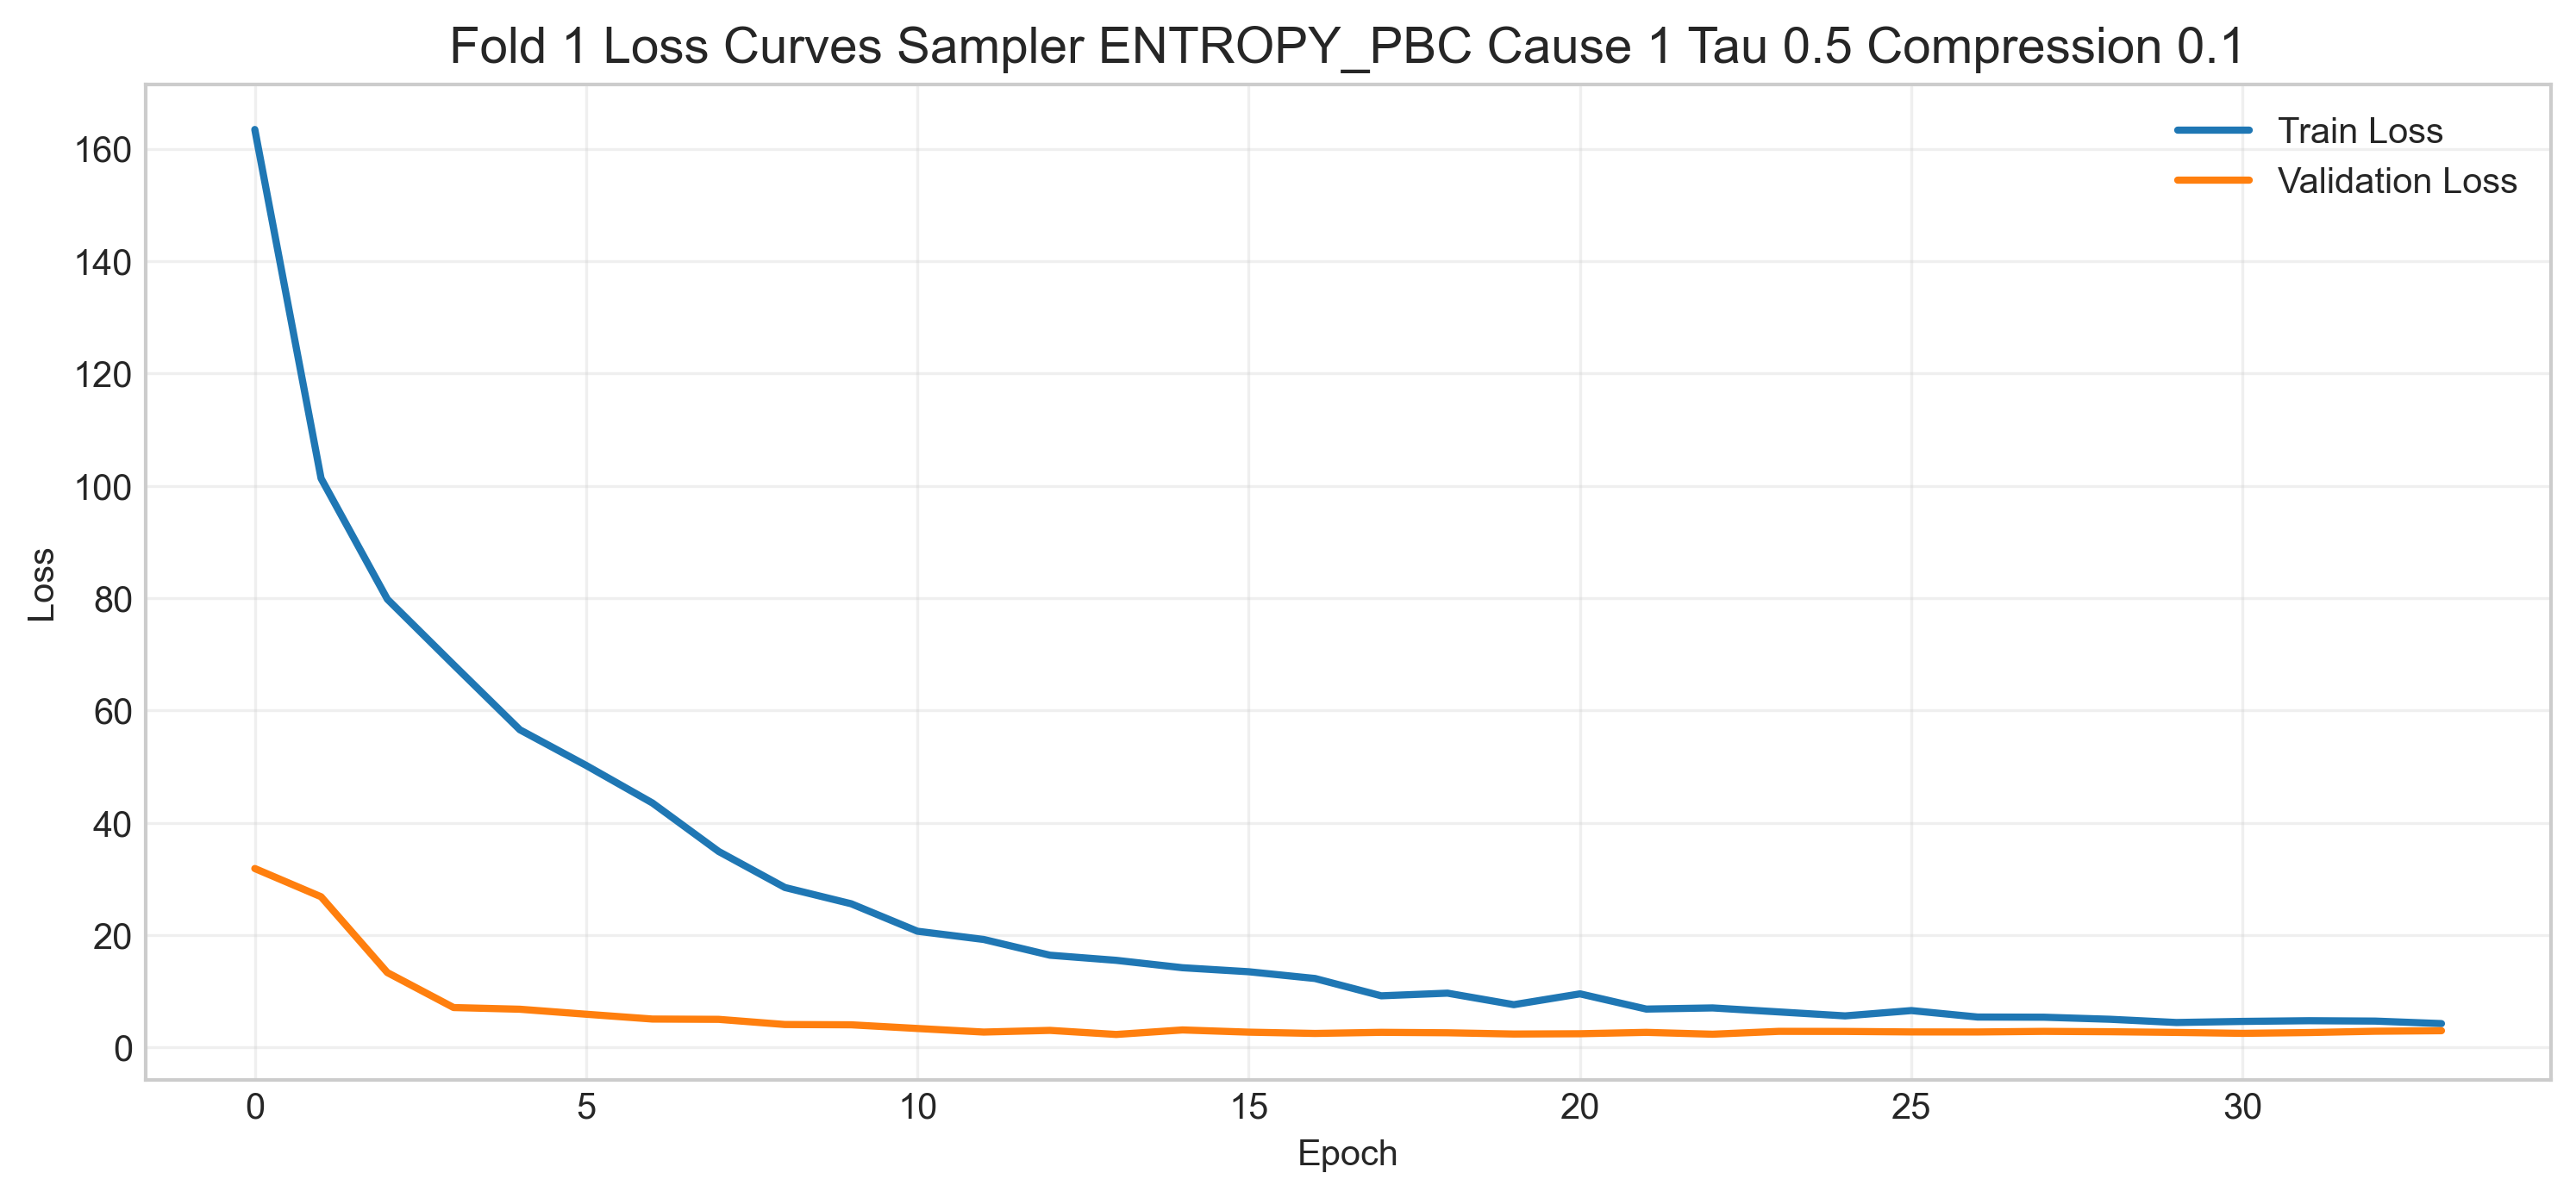 Fold 1 Loss Curves Sampler ENTROPY_PBC Cause 1 Tau 0.5 Compression 0.1
Train Loss
Validation Loss
160
140
120
100
80
60
40
20
0
Loss
0 5 10 15 20 25 30
Epoch